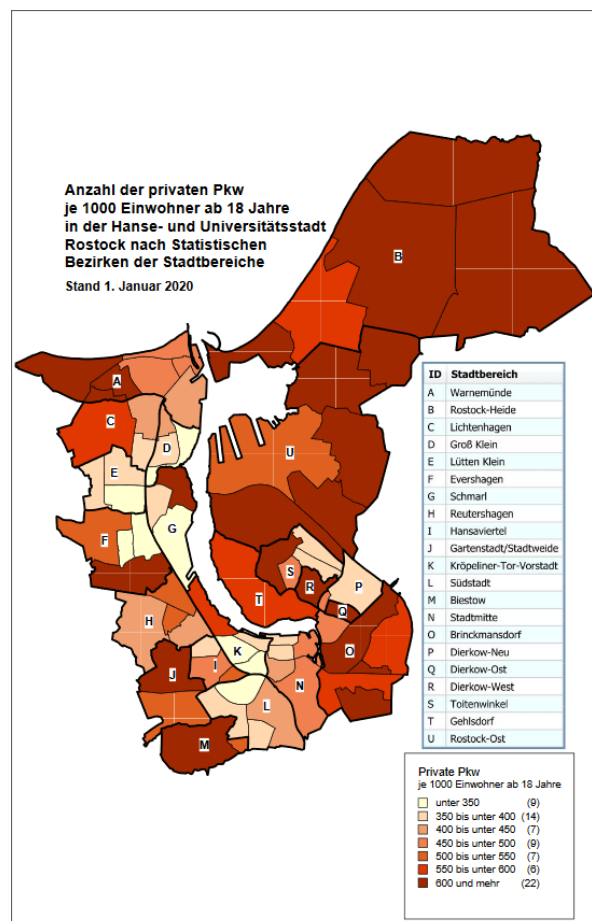 Anzahl der privaten Pkw
je 1000 Einwohner ab 18 Jahre
in der Hanse- und Universitätsstadt
Rostock nach Statistischen
Bezirken der Stadtbereiche
Stand 1. Januar 2020
B
A
C
D
U
E
G
F
S
R
P
T
Q
H
K
O
J
I
N
L
M
ID Stadtbereich
A Warnemünde
B Rostock-Heide
C Lichtenhagen
D Groß Klein
E Lütten Klein
F Evershagen
G Schmarl
H Reutershagen
I Hansaviertel
J Gartenstadt/Stadtweide
K Kröpeliner-Tor-Vorstadt
L Südstadt
M Biestow
N Stadtmitte
O Brinckmansdorf
P Dierkow-Neu
Q Dierkow-Ost
R Dierkow-West
S Toitenwinkel
T Gehlsdorf
U Rostock-Ost
Private Pkw
je 1000 Einwohner ab 18 Jahre
unter 350 (9)
350 bis unter 400 (14)
400 bis unter 450 (7)
450 bis unter 500 (9)
500 bis unter 550 (7)
550 bis unter 600 (6)
600 und mehr (22)